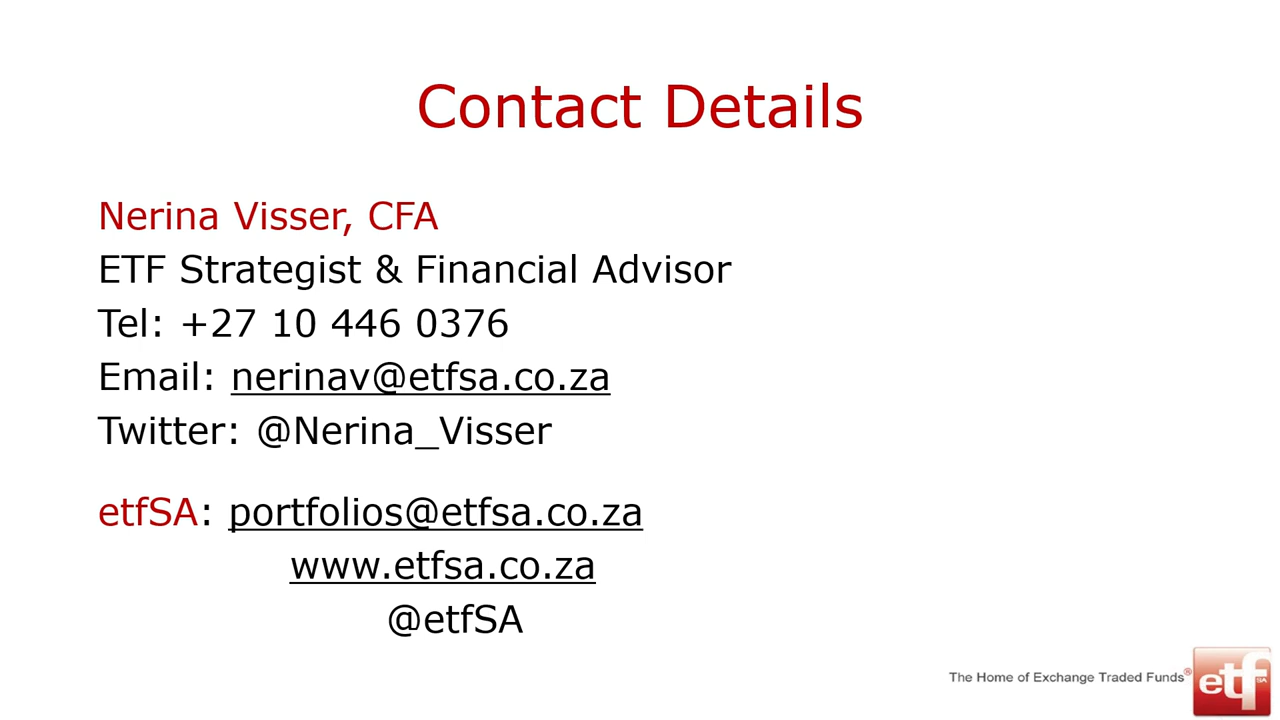 Contact Details
Nerina Visser, CFA
ETF Strategist & Financial Advisor
Tel: +27 10 446 0376
Email: nerinav@etfsa.co.za
Twitter: @Nerina_Visser
etfSA: portfolios@etfsa.co.za
www.etfsa.co.za
@etfSA
The Home of Exchange Traded Funds®
etf SA